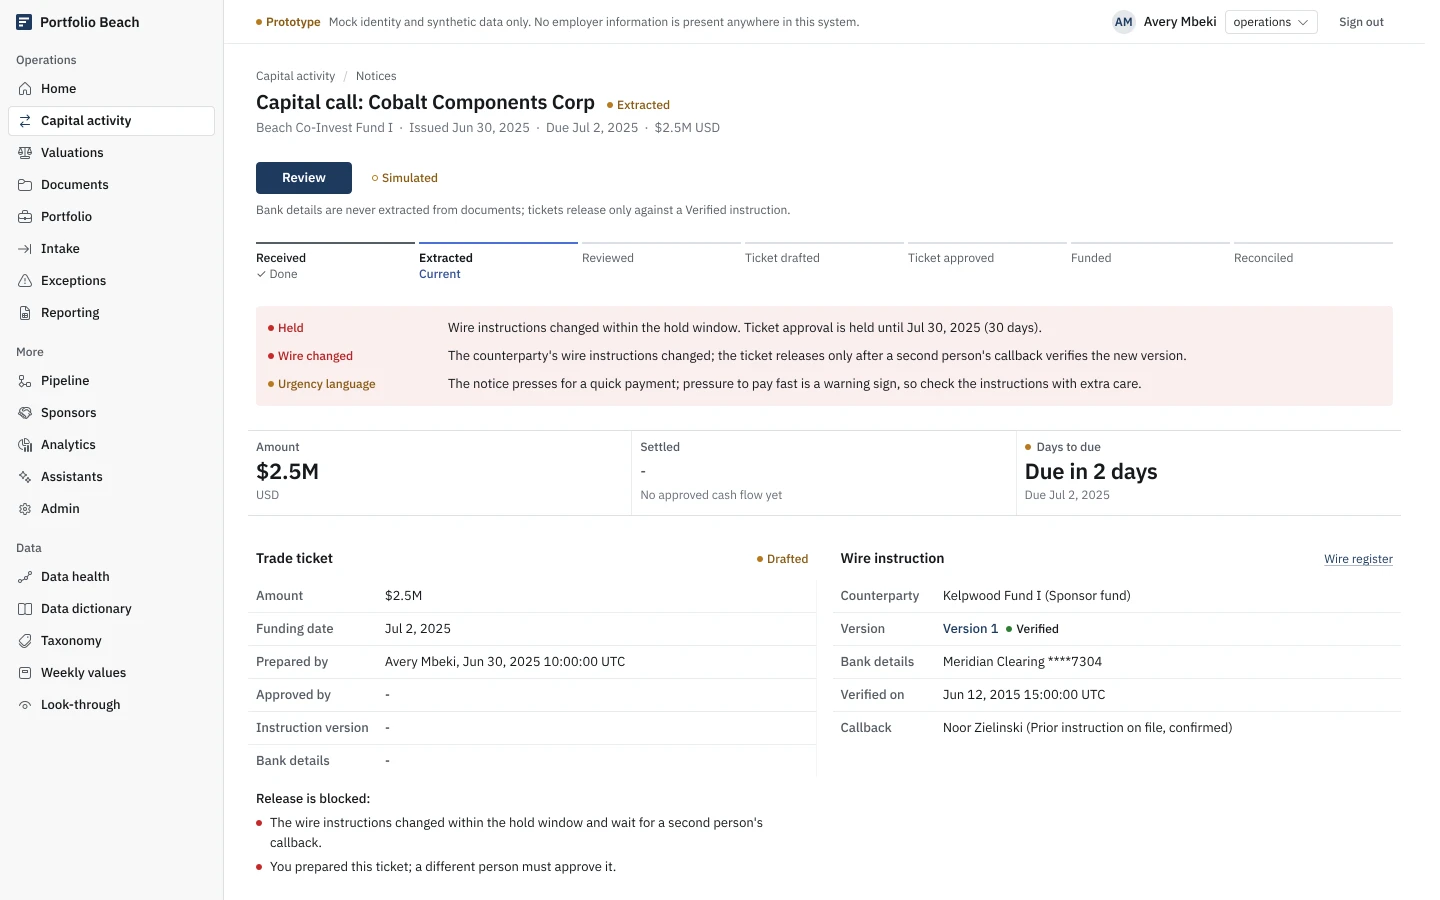 Portfolio Beach
Prototype Mock identity and synthetic data only. No employer information is present anywhere in this system.
AM Avery Mbeki operations Sign out
Operations
Home
Capital activity
Valuations
Documents
Portfolio
Intake
Exceptions
Reporting
More
Pipeline
Sponsors
Analytics
Assistants
Admin
Data
Data health
Data dictionary
Taxonomy
Weekly values
Look-through
Capital activity / Notices
Capital call: Cobalt Components Corp Extracted
Beach Co-Invest Fund I · Issued Jun 30, 2025 · Due Jul 2, 2025 · $2.5M USD
Review Simulated
Bank details are never extracted from documents; tickets release only against a Verified instruction.
Received Extracted Reviewed Ticket drafted Ticket approved Funded Reconciled
✓ Done Current
Held Wire instructions changed within the hold window. Ticket approval is held until Jul 30, 2025 (30 days).
Wire changed The counterparty's wire instructions changed; the ticket releases only after a second person's callback verifies the new version.
Urgency language The notice presses for a quick payment; pressure to pay fast is a warning sign, so check the instructions with extra care.
Amount Settled Days to due
$2.5M - Due in 2 days
USD No approved cash flow yet Due Jul 2, 2025
Trade ticket Drafted
Amount $2.5M
Funding date Jul 2, 2025
Prepared by Avery Mbeki, Jun 30, 2025 10:00:00 UTC
Approved by -
Instruction version -
Bank details -
Release is blocked:
The wire instructions changed within the hold window and wait for a second person's
callback.
You prepared this ticket; a different person must approve it.
Wire instruction Wire register
Counterparty Kelpwood Fund I (Sponsor fund)
Version Version 1 Verified
Bank details Meridian Clearing ****7304
Verified on Jun 12, 2015 15:00:00 UTC
Callback Noor Zielinski (Prior instruction on file, confirmed)